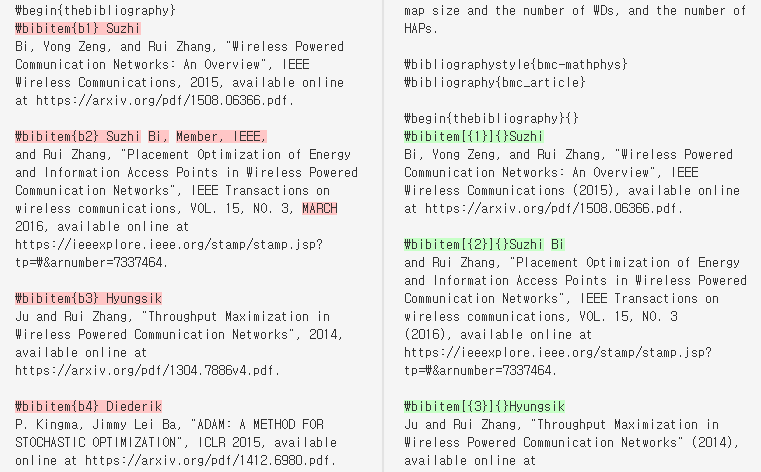 ₩begin{thebibliography}
₩bibitem{b1} Suzhi
Bi, Yong Zeng, and Rui Zhang, "Wireless Powered
Communication Networks: An Overview", IEEE
Wireless Communications, 2015, available online
at https://arxiv.org/pdf/1508.06366.pdf.
₩bibitem{b2} Suzhi Bi, Member, IEEE,
and Rui Zhang, "Placement Optimization of Energy
and Information Access Points in Wireless Powered
Communication Networks", IEEE Transactions on
wireless communications, VOL. 15, NO. 3, MARCH
2016, available online at
https://ieeexplore.ieee.org/stamp/stamp.jsp?
tp=₩&arnumber=7337464.
₩bibitem{b3} Hyungsik
Ju and Rui Zhang, "Throughput Maximization in
Wireless Powered Communication Networks", 2014,
available online at
https://arxiv.org/pdf/1304.7886v4.pdf.
₩bibitem{b4} Diederik
P. Kingma, Jimmy Lei Ba, "ADAM: A METHOD FOR
STOCHASTIC OPTIMIZATION", ICLR 2015, available
online at https://arxiv.org/pdf/1412.6980.pdf.
map size and the number of WDs, and the number of
HAPs.
₩bibliographystyle{bmc-mathphys}
₩bibliography{bmc_article}
₩begin{thebibliography}{}
₩bibitem[{1}]{}Suzhi
Bi, Yong Zeng, and Rui Zhang, "Wireless Powered
Communication Networks: An Overview", IEEE
Wireless Communications (2015), available online
at https://arxiv.org/pdf/1508.06366.pdf.
₩bibitem[{2}]{}Suzhi Bi
and Rui Zhang, "Placement Optimization of Energy
and Information Access Points in Wireless Powered
Communication Networks", IEEE Transactions on
wireless communications, VOL. 15, NO. 3
(2016), available online at
https://ieeexplore.ieee.org/stamp/stamp.jsp?
tp=₩&arnumber=7337464.
₩bibitem[{3}]{}Hyungsik
Ju and Rui Zhang, "Throughput Maximization in
Wireless Powered Communication Networks" (2014),
available online at